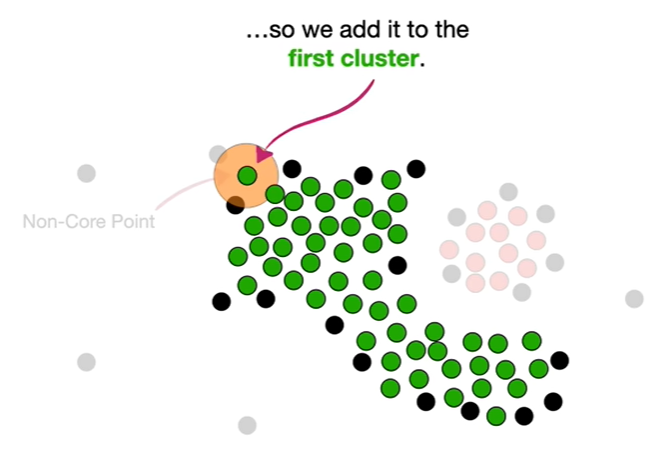 …so we add it to the
first cluster.
Non-Core Point